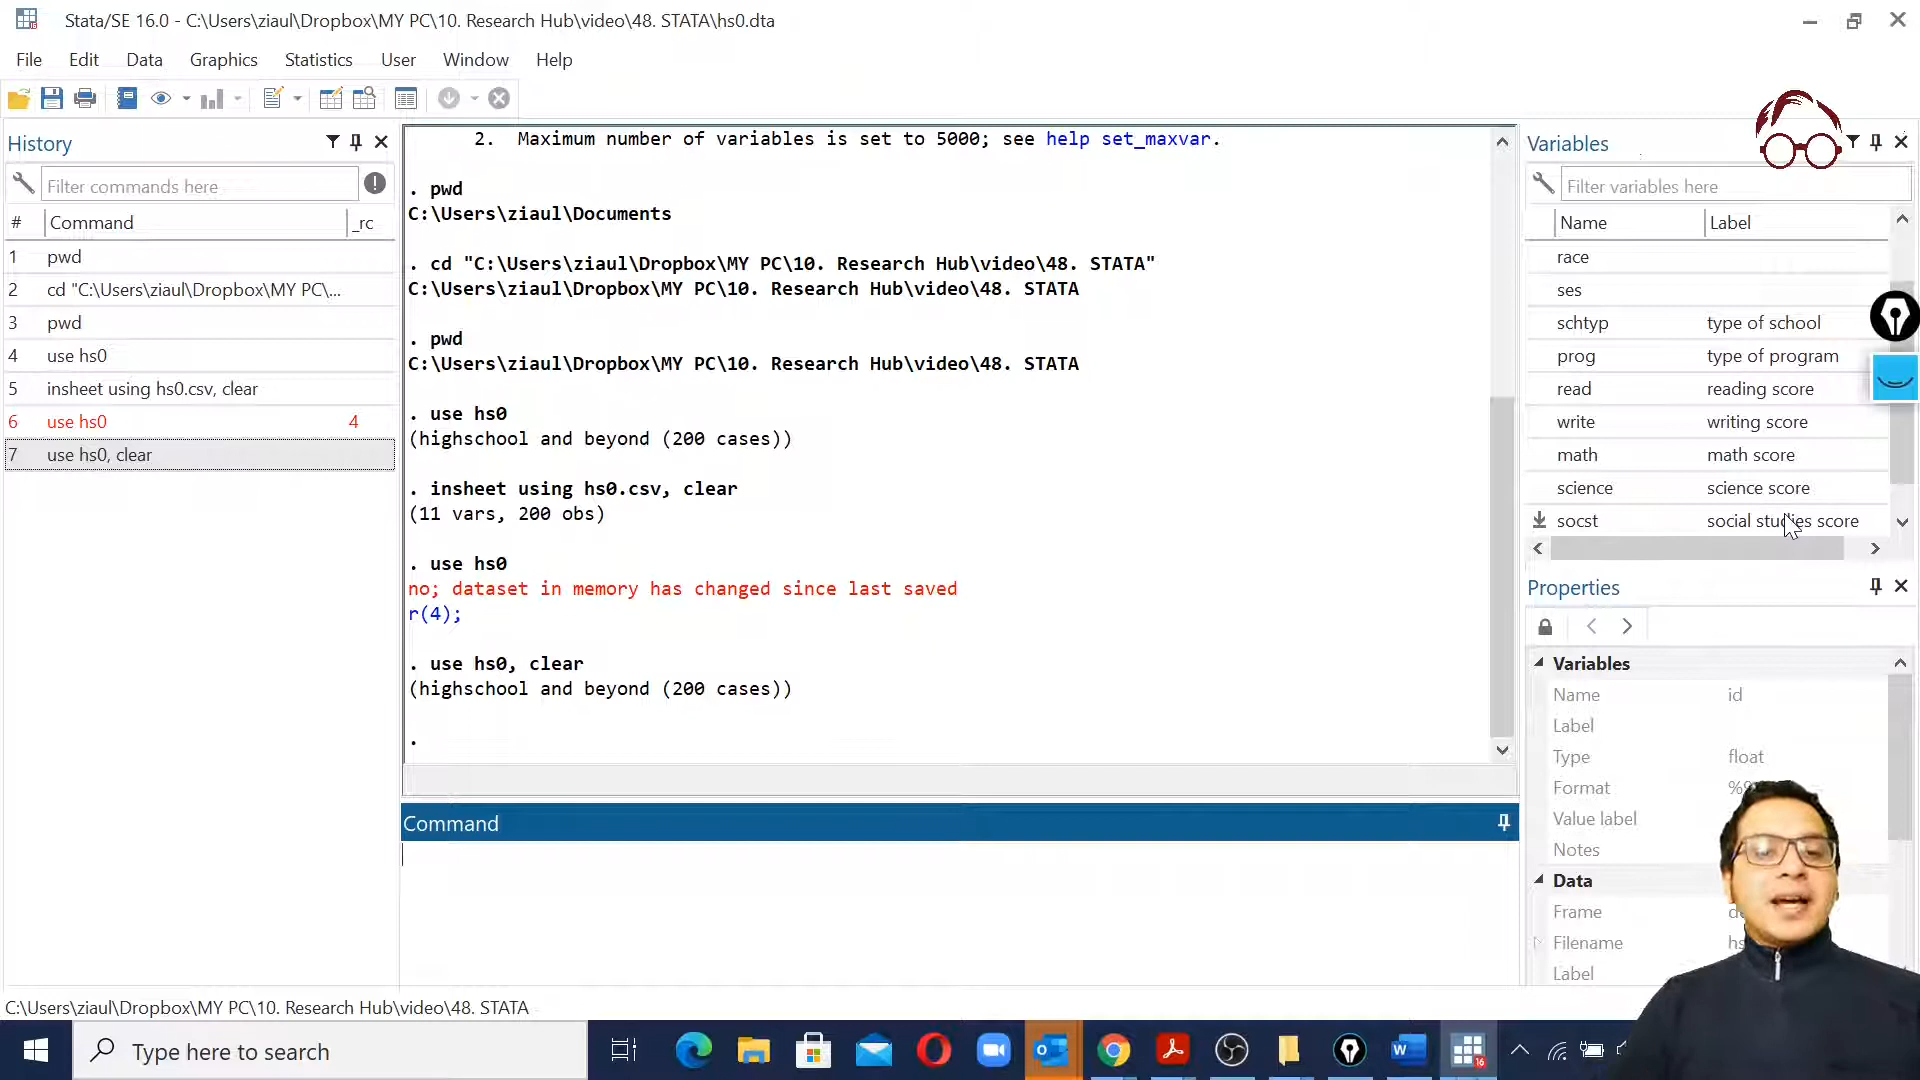 Stata/SE 16.0 - C:\Users\ziaul\Dropbox\MY PC\10. Research Hub\video\48. STATA\hs0.dta
File Edit Data Graphics Statistics User Window Help
History
Filter commands here
# Command _rc
1 pwd
2 cd "C:\Users\ziaul\Dropbox\MY PC\...
3 pwd
4 use hs0
5 insheet using hs0.csv, clear
6 use hs0 4
7 use hs0, clear
2. Maximum number of variables is set to 5000; see help set_maxvar.
. pwd
C:\Users\ziaul\Documents
. cd "C:\Users\ziaul\Dropbox\MY PC\10. Research Hub\video\48. STATA"
C:\Users\ziaul\Dropbox\MY PC\10. Research Hub\video\48. STATA
. pwd
C:\Users\ziaul\Dropbox\MY PC\10. Research Hub\video\48. STATA
. use hs0
(highschool and beyond (200 cases))
. insheet using hs0.csv, clear
(11 vars, 200 obs)
. use hs0
no; dataset in memory has changed since last saved
r(4);
. use hs0, clear
(highschool and beyond (200 cases))
.
Command
Variables
Filter variables here
Name Label
race
ses
schtyp type of school
prog type of program
read reading score
write writing score
math math score
science science score
socst social studies score
Properties
Variables
Name id
Label
Type float
Format
Value label
Notes
Data
Frame
Filename
Label
C:\Users\ziaul\Dropbox\MY PC\10. Research Hub\video\48. STATA
Type here to search
16